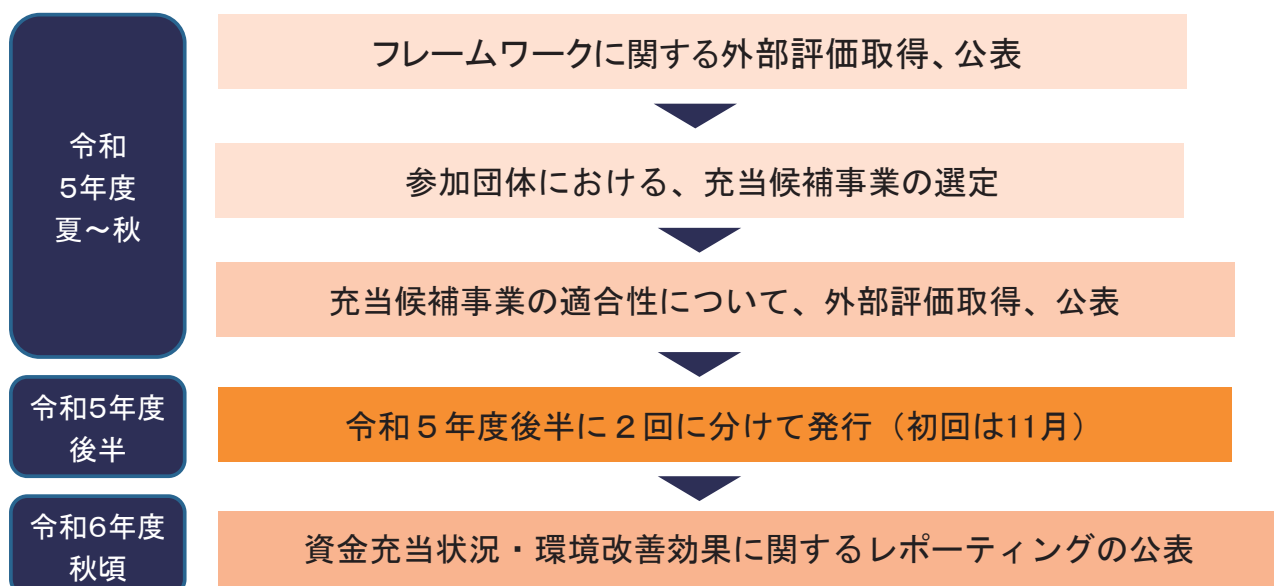 令和
5年度
夏～秋
フレームワークに関する外部評価取得、公表
参加団体における、充当候補事業の選定
充当候補事業の適合性について、外部評価取得、公表
令和5年度
後半
令和５年度後半に２回に分けて発行（初回は11月）
令和6年度
秋頃
資金充当状況・環境改善効果に関するレポーティングの公表